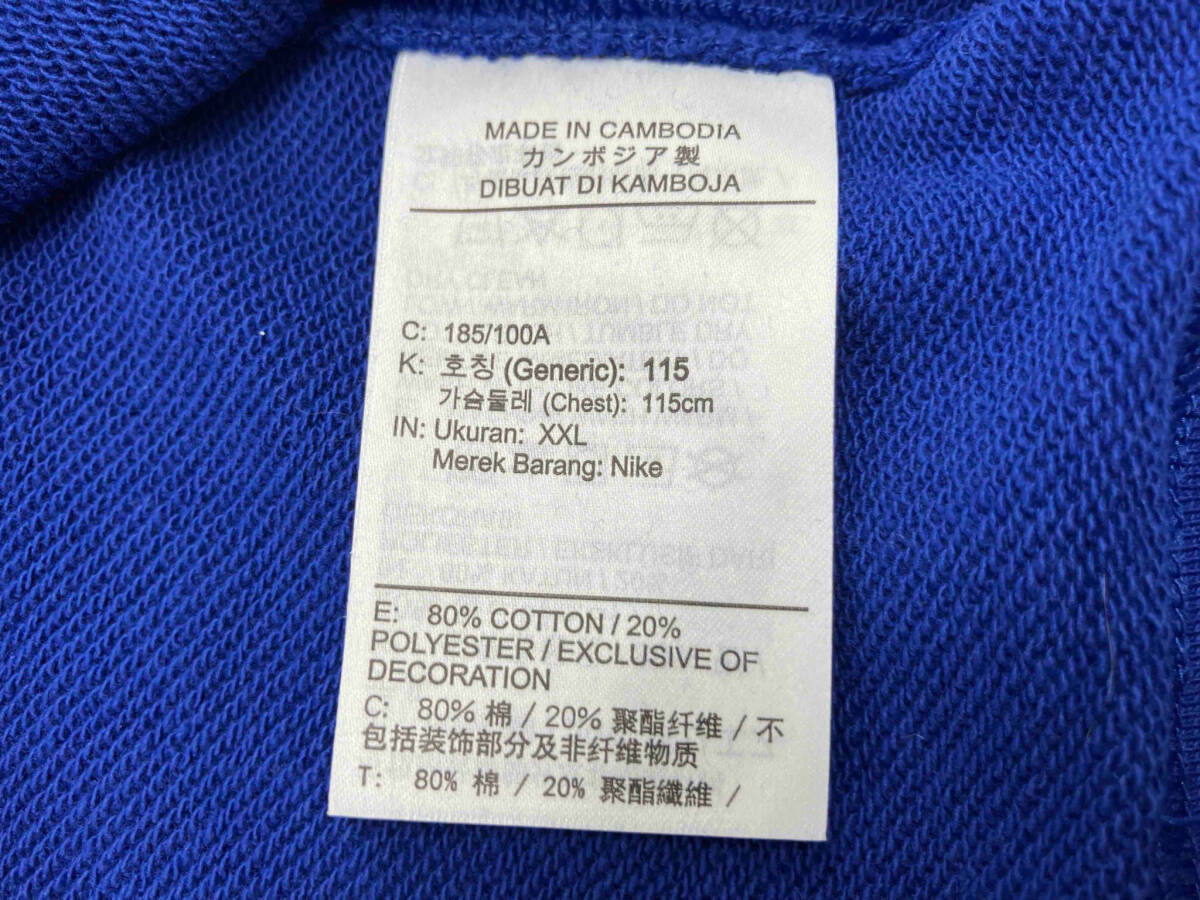 MADE IN CAMBODIA
カンボジア製
DIBUAT DI KAMBOJA
C: 185/100A
K: 호칭 (Generic): 115
가슴둘레 (Chest): 115cm
IN: Ukuran: XXL
Merek Barang: Nike
E: 80% COTTON / 20%
POLYESTER / EXCLUSIVE OF
DECORATION
C: 80% 棉 / 20% 聚酯纤维 / 不
包括装饰部分及非纤维物质
T: 80% 棉 / 20% 聚酯纖維 /